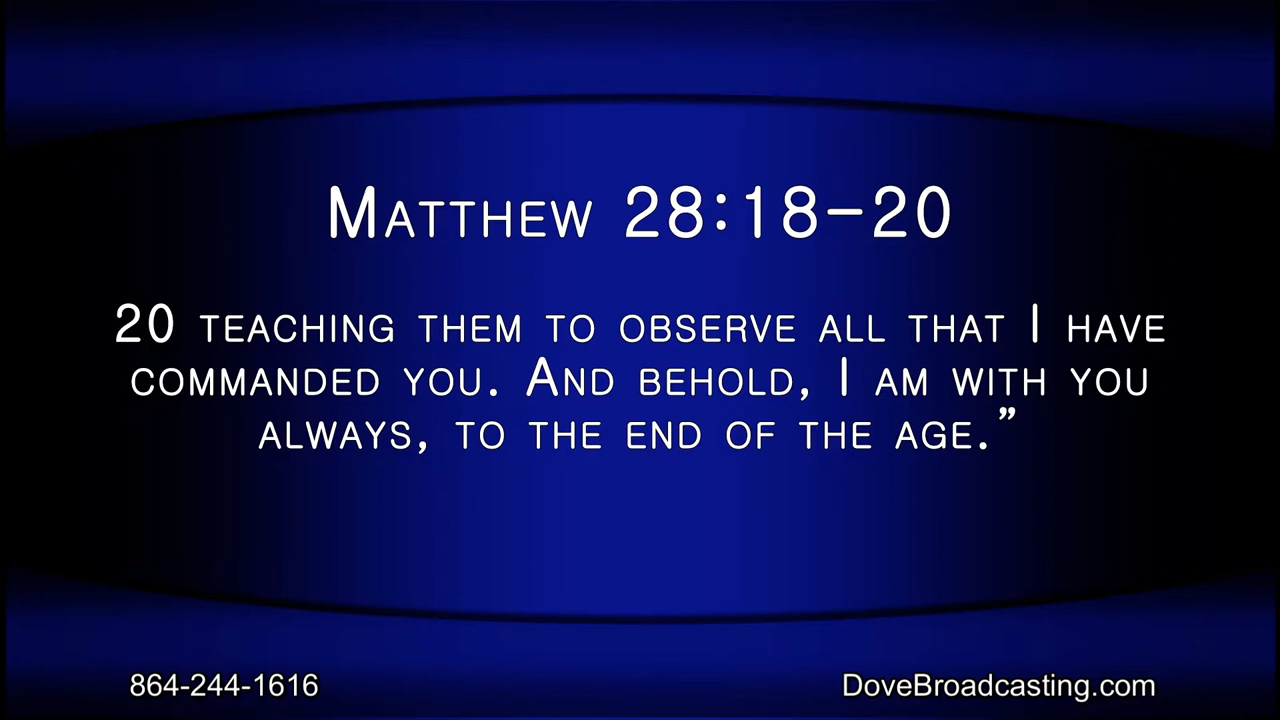 Matthew 28:18-20
20 teaching them to observe all that I have
commanded you. And behold, I am with you
always, to the end of the age.”
864-244-1616
DoveBroadcasting.com